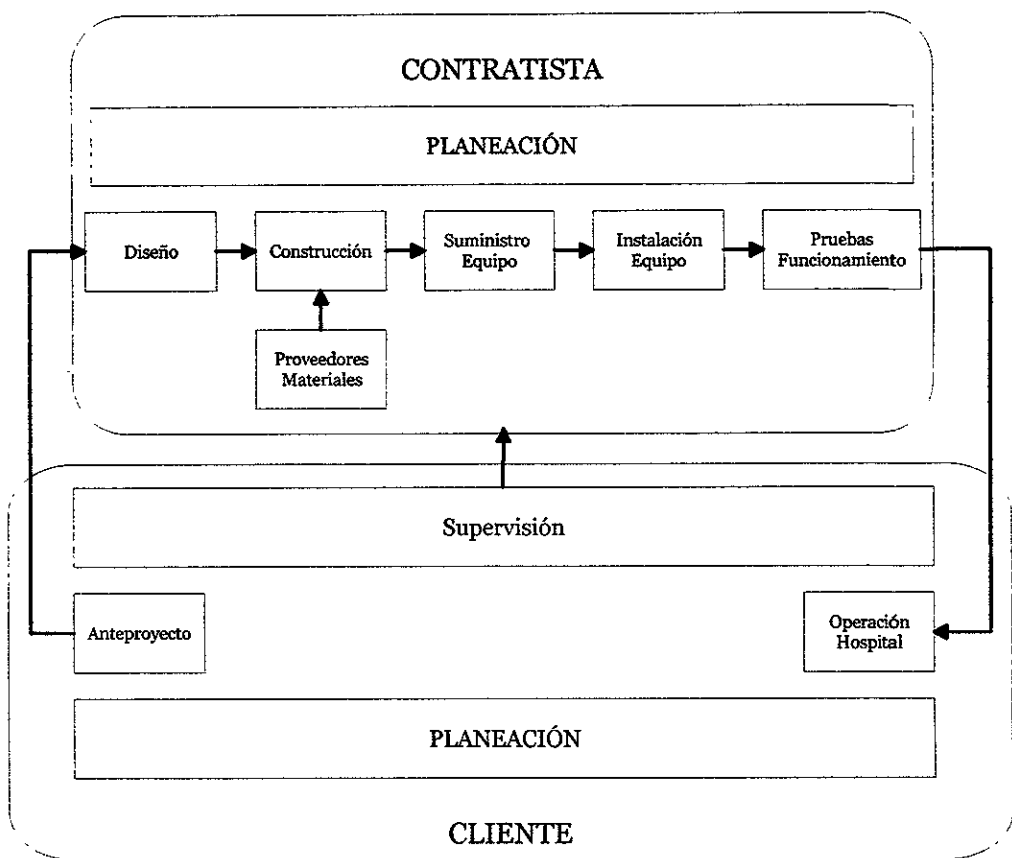 CONTRATISTA
PLANEACIÓN
Diseño
Construcción
Suministro
Equipo
Instalación
Equipo
Pruebas
Funcionamiento
Proveedores
Materiales
Supervisión
Anteproyecto
Operación
Hospital
PLANEACIÓN
CLIENTE